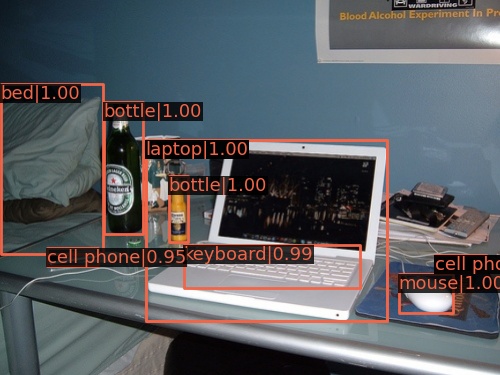 WARDRIVING
Blood Alcohol Experiment In Pr
bed|1.00
bottle|1.00
laptop|1.00
Heineken
bottle|1.00
cell phone|0.95
keyboard|0.99
cell pho
mouse|1.00